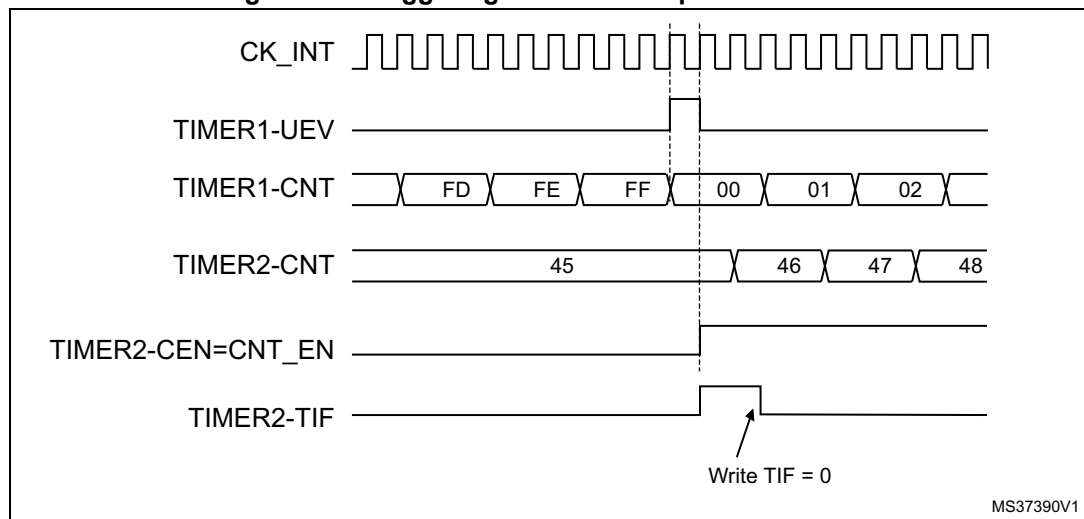 CK_INT
TIMER1-UEV
TIMER1-CNT FD FE FF 00 01 02
TIMER2-CNT 45 46 47 48
TIMER2-CEN=CNT_EN
TIMER2-TIF
Write TIF = 0
MS37390V1